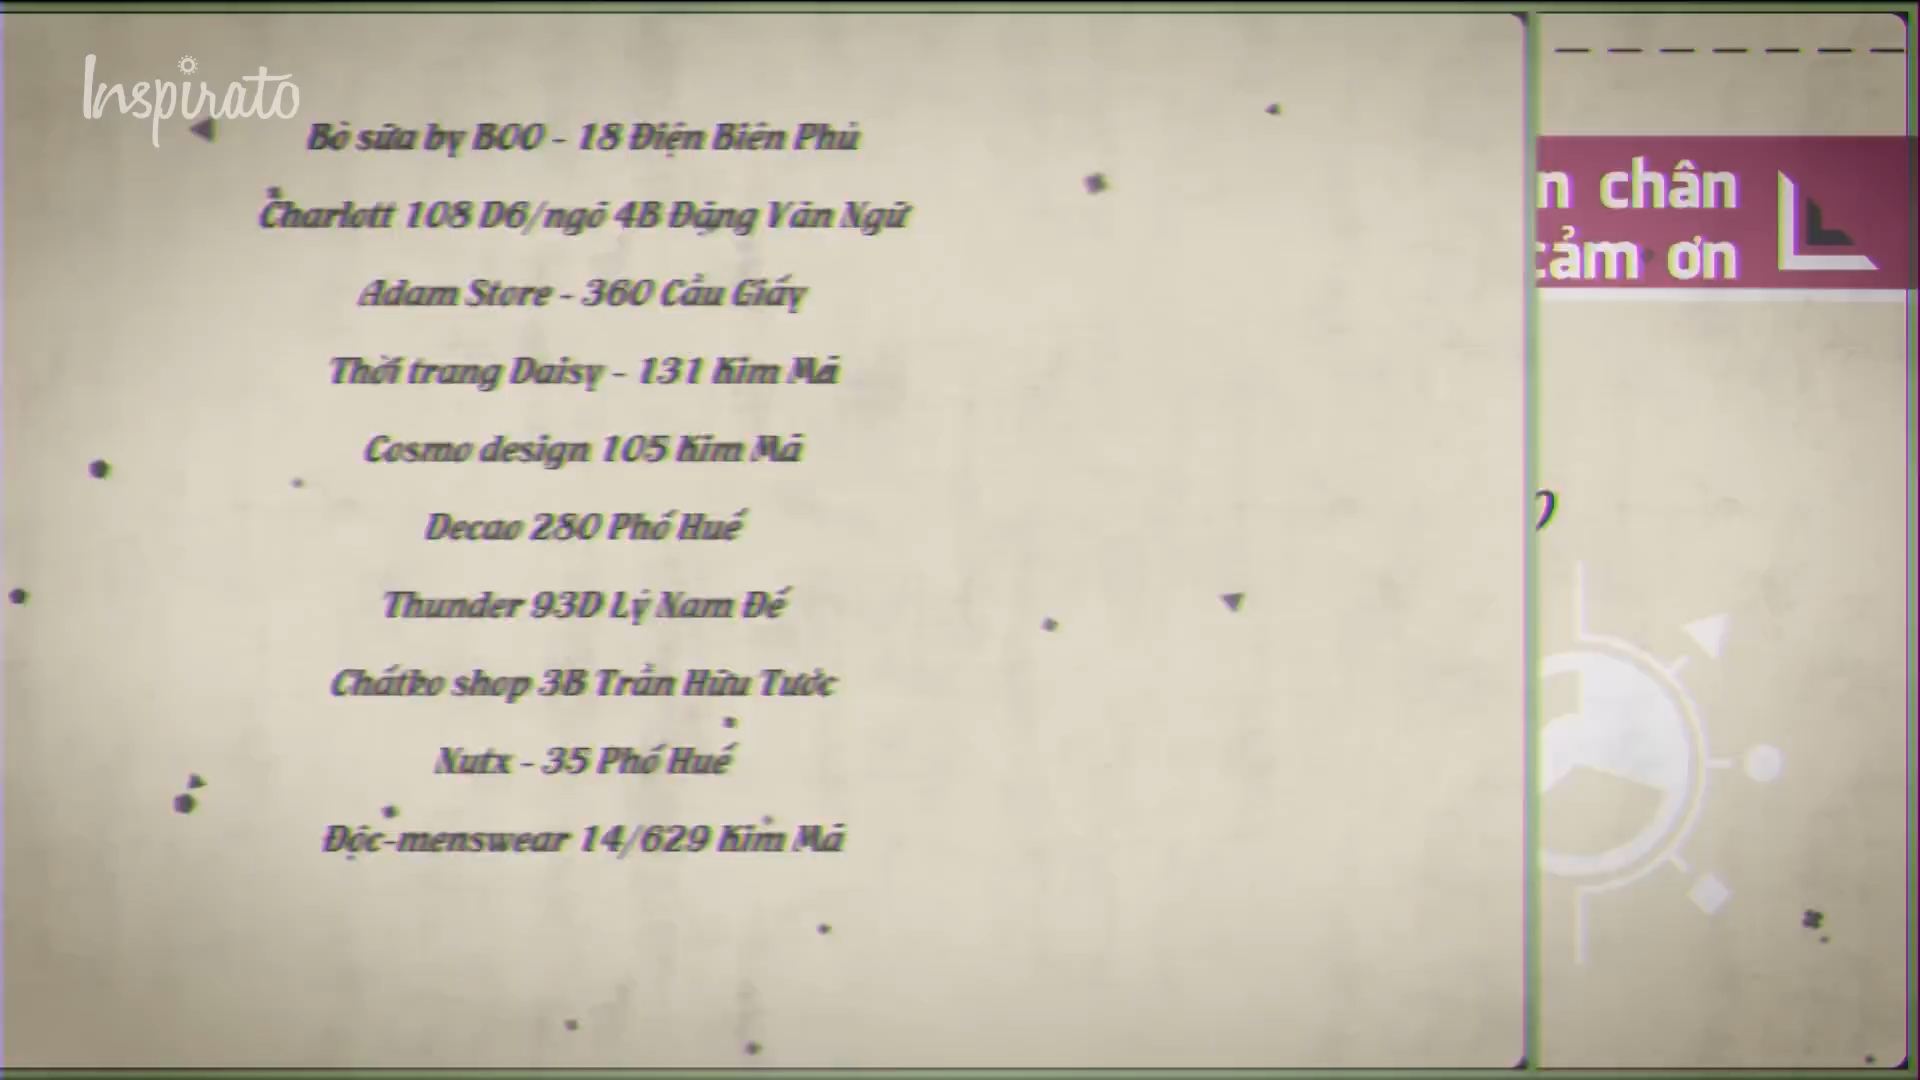 Inspirato
Bò sữa by BOO - 18 Điện Biên Phủ
Charlott 108 D6/ngõ 4B Đặng Văn Ngữ
Adam Store - 360 Cầu Giấy
Thời trang Daisy - 131 Kim Mã
Cosmo design 105 Kim Mã
Decao 280 Phố Huế
Thunder 93D Lý Nam Đế
Chátko shop 3B Trần Hữu Tước
Nutx - 35 Phố Huế
Độc-menswear 14/629 Kim Mã
n chân
cảm ơn